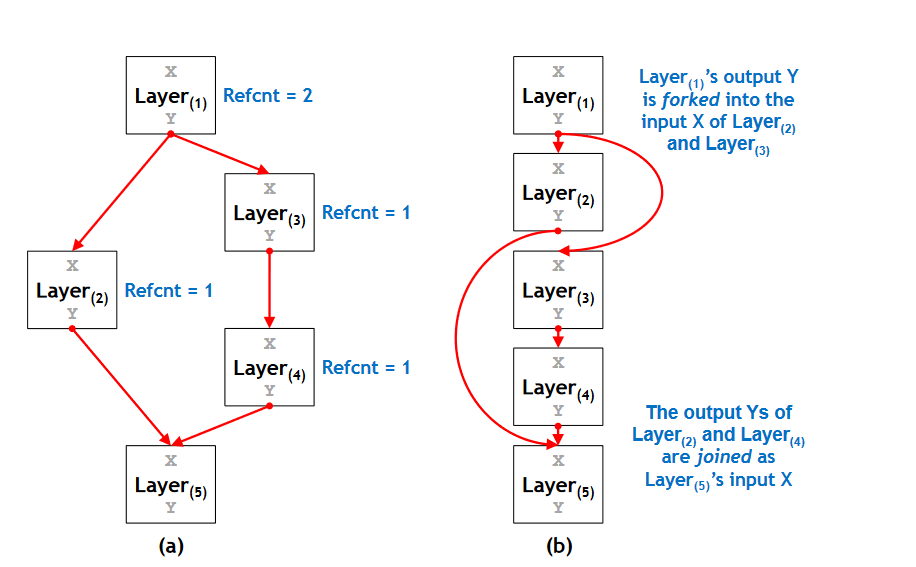 X
Layer(1)
Y
Refcnt = 2
X
Layer(3)
Y
Refcnt = 1
X
Layer(2)
Y
Refcnt = 1
X
Layer(4)
Y
Refcnt = 1
X
Layer(5)
Y
(a)
X
Layer(1)
Y
X
Layer(2)
Y
X
Layer(3)
Y
X
Layer(4)
Y
X
Layer(5)
Y
(b)
Layer(1)’s output Y
is forked into the
input X of Layer(2)
and Layer(3)
The output Ys of
Layer(2) and Layer(4)
are joined as
Layer(5)’s input X